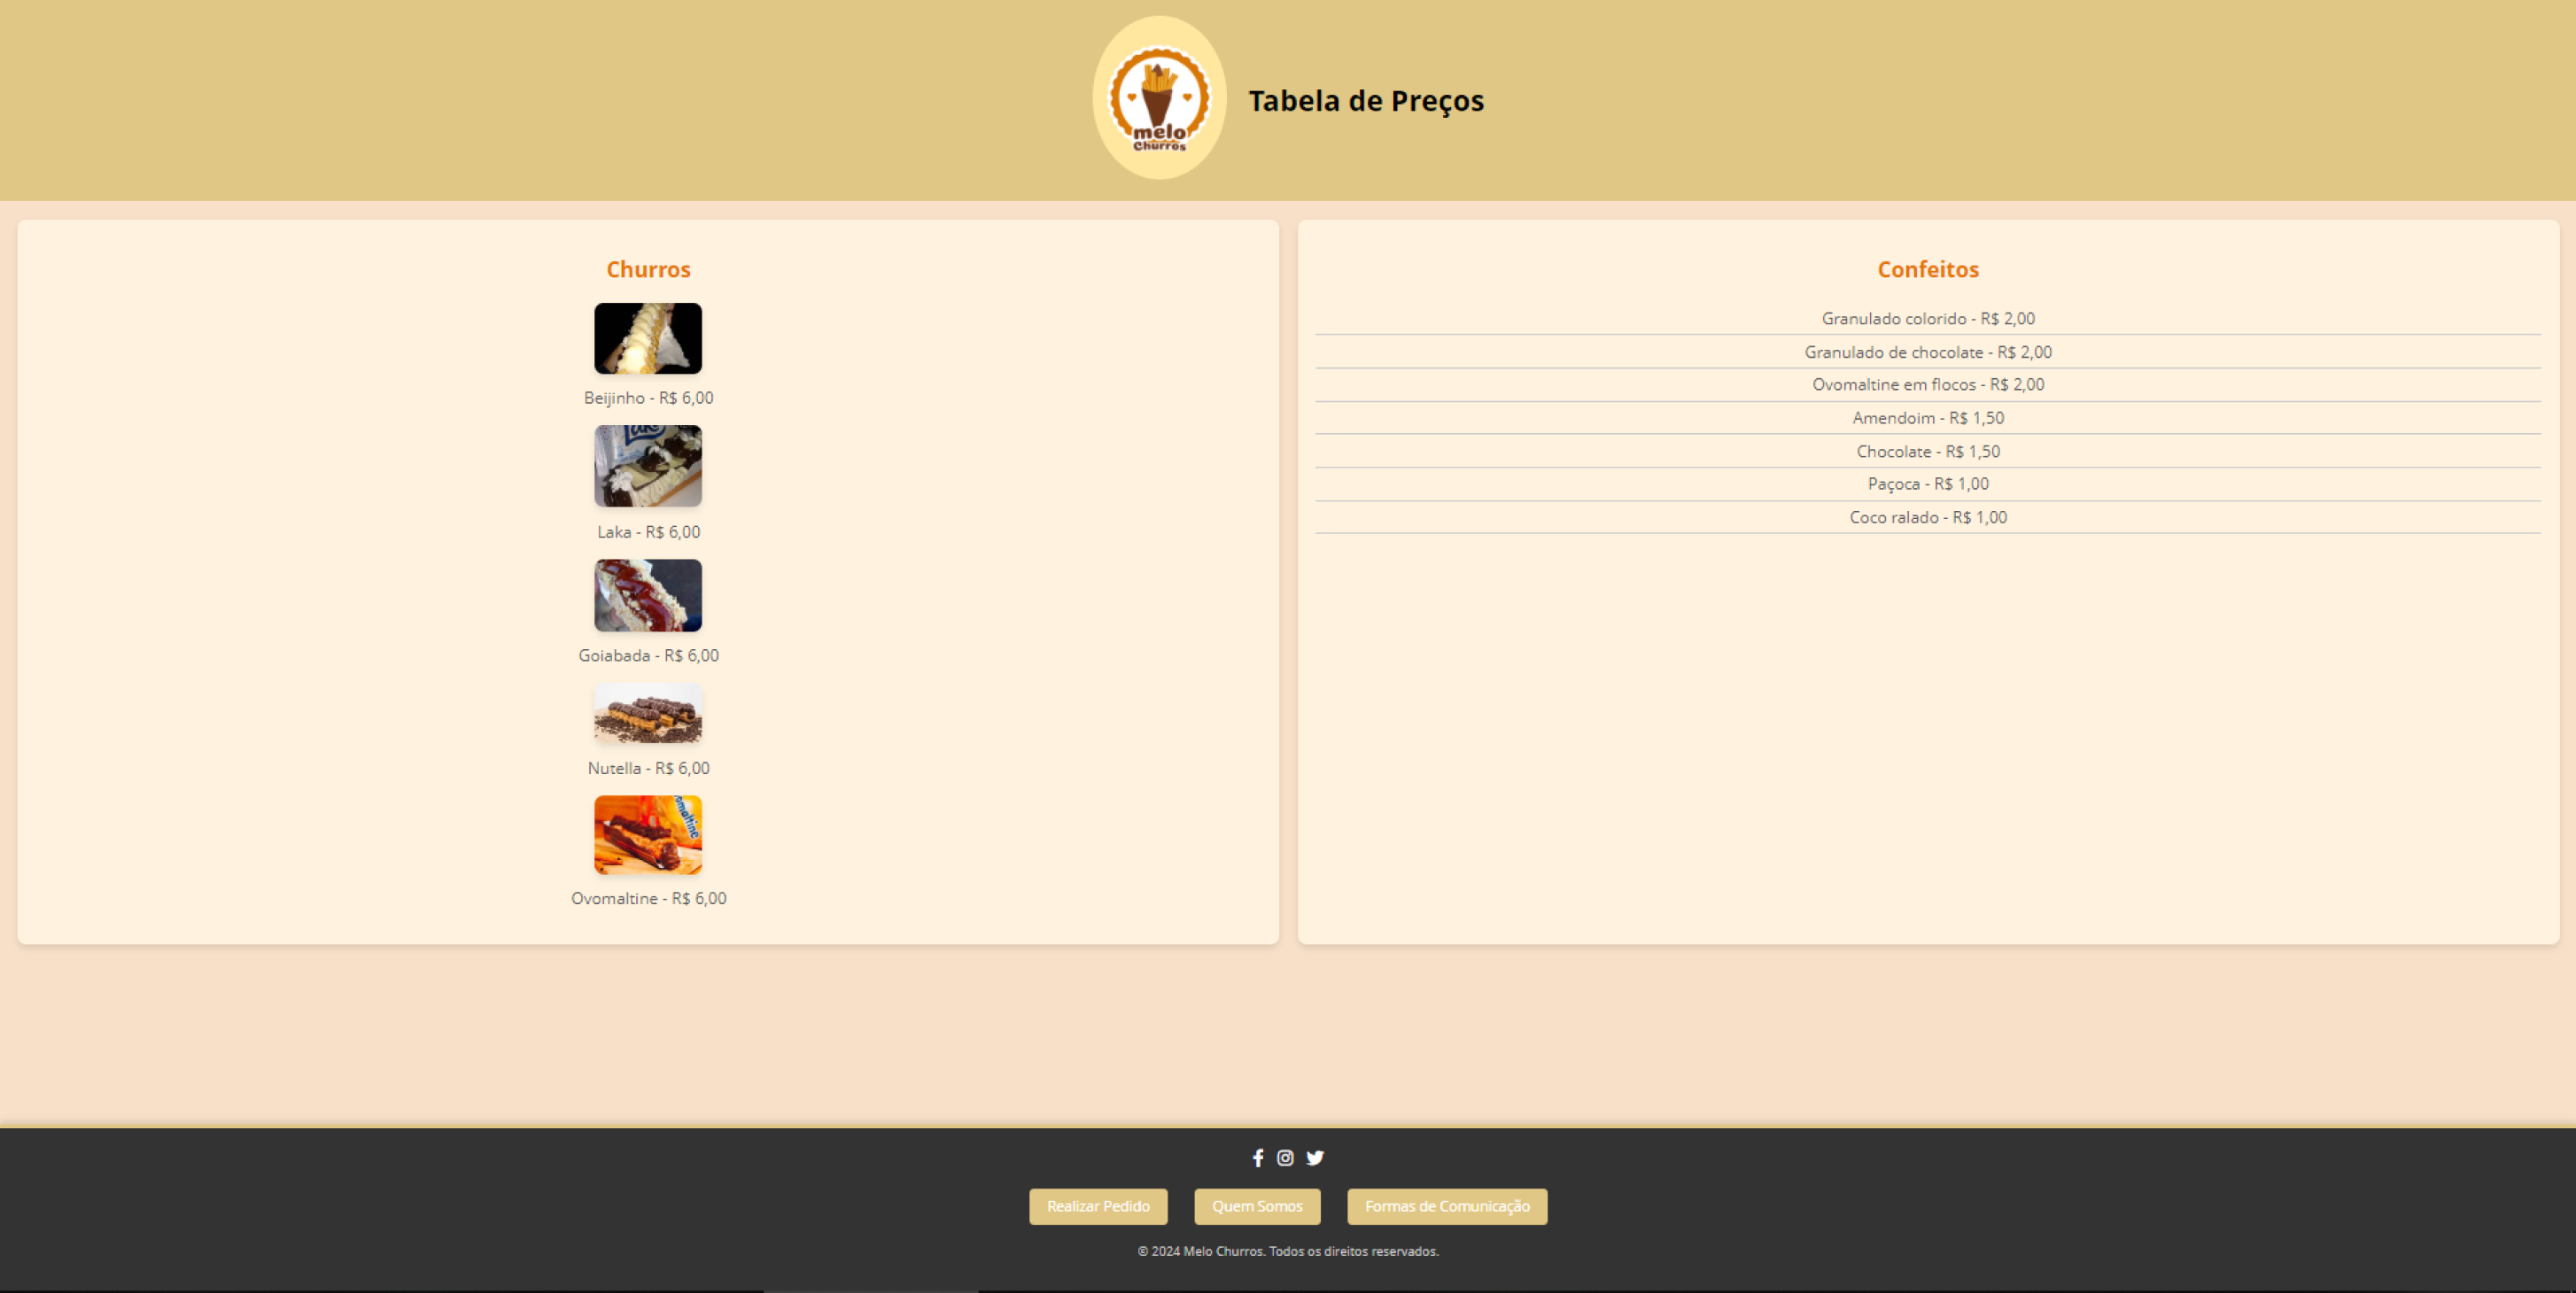 melo
Churros
Tabela de Preços
Churros
Beijinho - R$ 6,00
Laka - R$ 6,00
Goiabada - R$ 6,00
Nutella - R$ 6,00
omaltine
Ovomaltine - R$ 6,00
Confeitos
Granulado colorido - R$ 2,00
Granulado de chocolate - R$ 2,00
Ovomaltine em flocos - R$ 2,00
Amendoim - R$ 1,50
Chocolate - R$ 1,50
Paçoca - R$ 1,00
Coco ralado - R$ 1,00
Realizar Pedido
Quem Somos
Formas de Comunicação
© 2024 Melo Churros. Todos os direitos reservados.